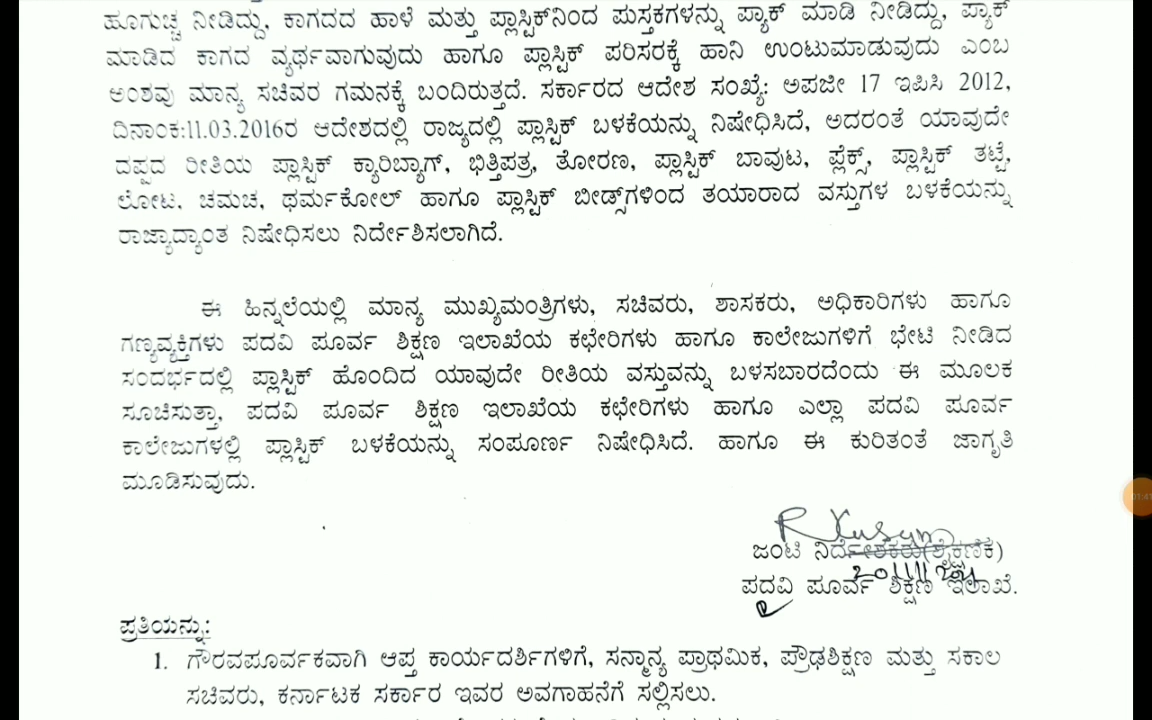 ಹೂಗುಚ್ಚ ನೀಡಿದ್ದು, ಕಾಗದದ ಹಾಳೆ ಮತ್ತು ಪ್ಲಾಸ್ಟಿಕ್‌ನಿಂದ ಪುಸ್ತಕಗಳನ್ನು ಪ್ಯಾಕ್ ಮಾಡಿ ನೀಡಿದ್ದು, ಪ್ಯಾಕ್
ಮಾಡಿದ ಕಾಗದ ವ್ಯರ್ಥವಾಗುವುದು ಹಾಗೂ ಪ್ಲಾಸ್ಟಿಕ್ ಪರಿಸರಕ್ಕೆ ಹಾನಿ ಉಂಟುಮಾಡುವುದು ಎಂಬ
ಅಂಶವು ಮಾನ್ಯ ಸಚಿವರ ಗಮನಕ್ಕೆ ಬಂದಿರುತ್ತದೆ. ಸರ್ಕಾರದ ಆದೇಶ ಸಂಖ್ಯೆ: ಅಪಜೀ 17 ಇಪಿಸಿ 2012,
ದಿನಾಂಕ:11.03.2016ರ ಆದೇಶದಲ್ಲಿ ರಾಜ್ಯದಲ್ಲಿ ಪ್ಲಾಸ್ಟಿಕ್ ಬಳಕೆಯನ್ನು ನಿಷೇಧಿಸಿದೆ, ಅದರಂತೆ ಯಾವುದೇ
ದಪ್ಪದ ರೀತಿಯ ಪ್ಲಾಸ್ಟಿಕ್ ಕ್ಯಾರಿಬ್ಯಾಗ್, ಭಿತ್ತಿಪತ್ರ, ತೋರಣ, ಪ್ಲಾಸ್ಟಿಕ್ ಬಾವುಟ, ಫ್ಲೆಕ್ಸ್, ಪ್ಲಾಸ್ಟಿಕ್ ತಟ್ಟೆ,
ಲೋಟ, ಚಮಚ, ಥರ್ಮಕೋಲ್ ಹಾಗೂ ಪ್ಲಾಸ್ಟಿಕ್ ಬೀಡ್ಸ್‌ಗಳಿಂದ ತಯಾರಾದ ವಸ್ತುಗಳ ಬಳಕೆಯನ್ನು
ರಾಜ್ಯಾದ್ಯಾಂತ ನಿಷೇಧಿಸಲು ನಿರ್ದೇಶಿಸಲಾಗಿದೆ.
ಈ ಹಿನ್ನಲೆಯಲ್ಲಿ ಮಾನ್ಯ ಮುಖ್ಯಮಂತ್ರಿಗಳು, ಸಚಿವರು, ಶಾಸಕರು, ಅಧಿಕಾರಿಗಳು ಹಾಗೂ
ಗಣ್ಯವ್ಯಕ್ತಿಗಳು ಪದವಿ ಪೂರ್ವ ಶಿಕ್ಷಣ ಇಲಾಖೆಯ ಕಛೇರಿಗಳು ಹಾಗೂ ಕಾಲೇಜುಗಳಿಗೆ ಭೇಟಿ ನೀಡಿದ
ಸಂದರ್ಭದಲ್ಲಿ ಪ್ಲಾಸ್ಟಿಕ್ ಹೊಂದಿದ ಯಾವುದೇ ರೀತಿಯ ವಸ್ತುವನ್ನು ಬಳಸಬಾರದೆಂದು ಈ ಮೂಲಕ
ಸೂಚಿಸುತ್ತಾ, ಪದವಿ ಪೂರ್ವ ಶಿಕ್ಷಣ ಇಲಾಖೆಯ ಕಛೇರಿಗಳು ಹಾಗೂ ಎಲ್ಲಾ ಪದವಿ ಪೂರ್ವ
ಕಾಲೇಜುಗಳಲ್ಲಿ ಪ್ಲಾಸ್ಟಿಕ್ ಬಳಕೆಯನ್ನು ಸಂಪೂರ್ಣ ನಿಷೇಧಿಸಿದೆ. ಹಾಗೂ ಈ ಕುರಿತಂತೆ ಜಾಗೃತಿ
ಮೂಡಿಸುವುದು.
ಜಂಟಿ ನಿರ್ದೇಶಕರು(ಶೈಕ್ಷಣಿಕ)
ಪದವಿ ಪೂರ್ವ ಶಿಕ್ಷಣ ಇಲಾಖೆ.
ಪ್ರತಿಯನ್ನು:
1. ಗೌರವಪೂರ್ವಕವಾಗಿ ಆಪ್ತ ಕಾರ್ಯದರ್ಶಿಗಳಿಗೆ, ಸನ್ಮಾನ್ಯ ಪ್ರಾಥಮಿಕ, ಪ್ರೌಢಶಿಕ್ಷಣ ಮತ್ತು ಸಕಾಲ
ಸಚಿವರು, ಕರ್ನಾಟಕ ಸರ್ಕಾರ ಇವರ ಅವಗಾಹನೆಗೆ ಸಲ್ಲಿಸಲು.